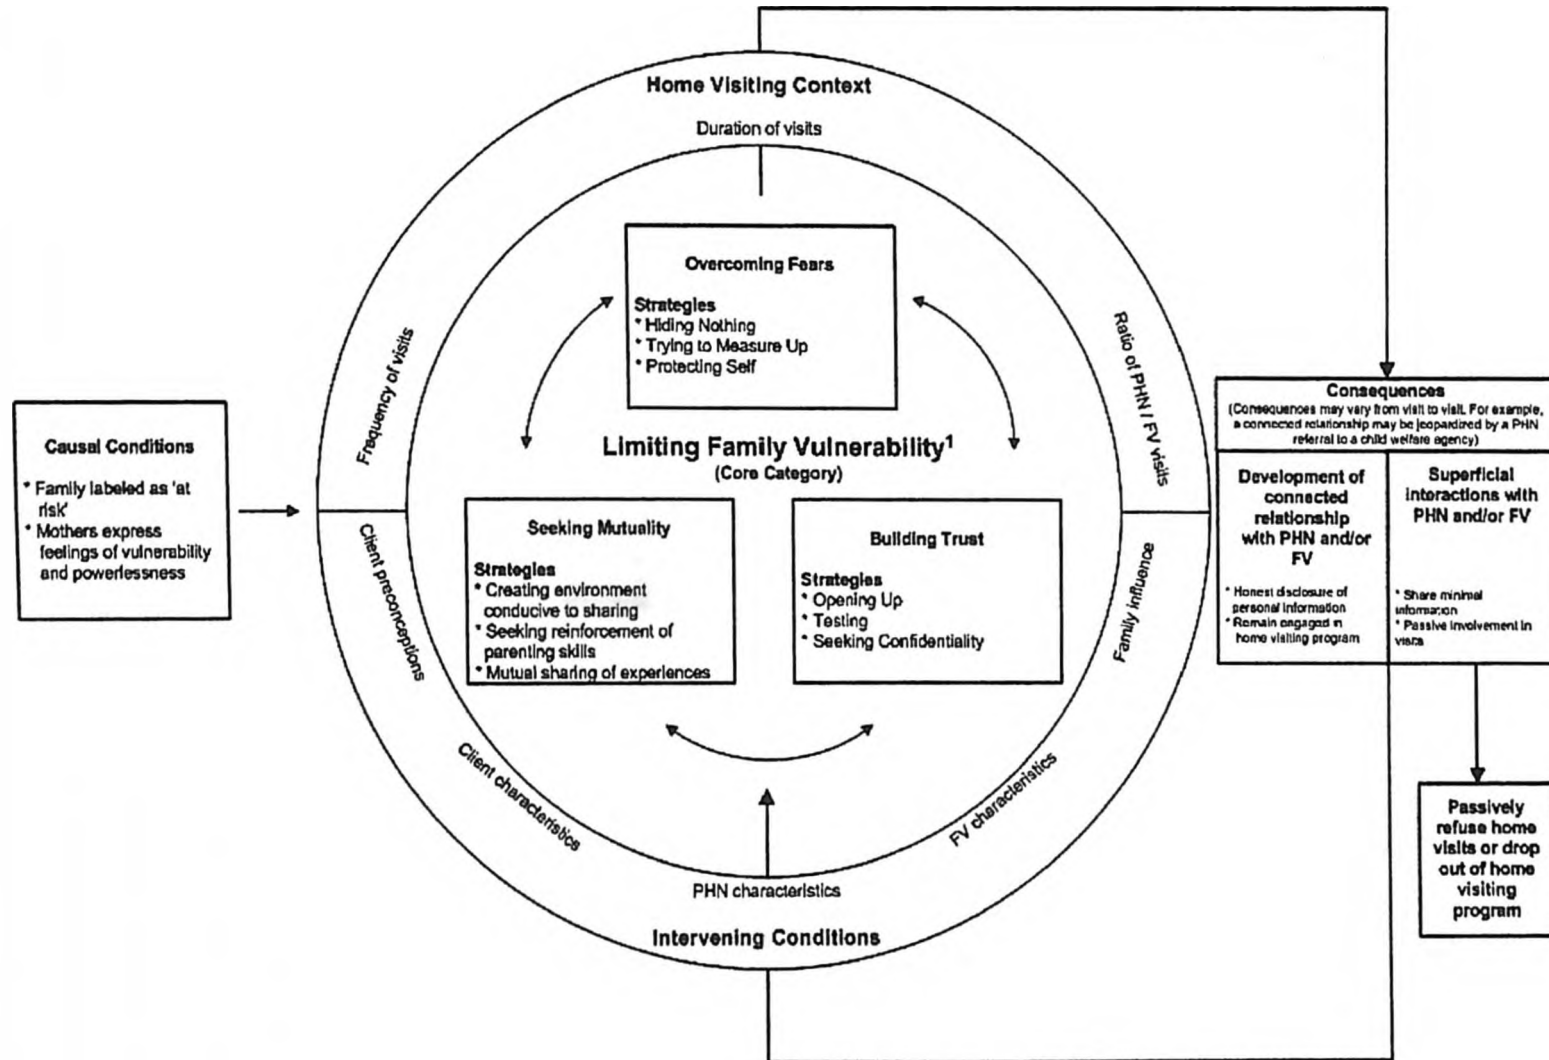 Home Visiting Context
Duration of visits
Frequency of visits
Ratio of PHN / FV visits
Overcoming Fears
Strategies
* Hiding Nothing
* Trying to Measure Up
* Protecting Self
Causal Conditions
* Family labeled as 'at
risk'
* Mothers express
feelings of vulnerability
and powerlessness
Limiting Family Vulnerability¹
(Core Category)
Seeking Mutuality
Strategies
* Creating environment
conducive to sharing
* Seeking reinforcement of
parenting skills
* Mutual sharing of experiences
Building Trust
Strategies
* Opening Up
* Testing
* Seeking Confidentiality
Client preconceptions
Family influence
Client characteristics
FV characteristics
PHN characteristics
Intervening Conditions
Consequences
(Consequences may vary from visit to visit. For example,
a connected relationship may be jeopardized by a PHN
referral to a child welfare agency)
Development of
connected
relationship
with PHN and/or
FV
* Honest disclosure of
personal information
* Remain engaged in
home visiting program
Superficial
interactions with
PHN and/or FV
* Share minimal
information
* Passive involvement in
visits
Passively
refuse home
visits or drop
out of home
visiting
program